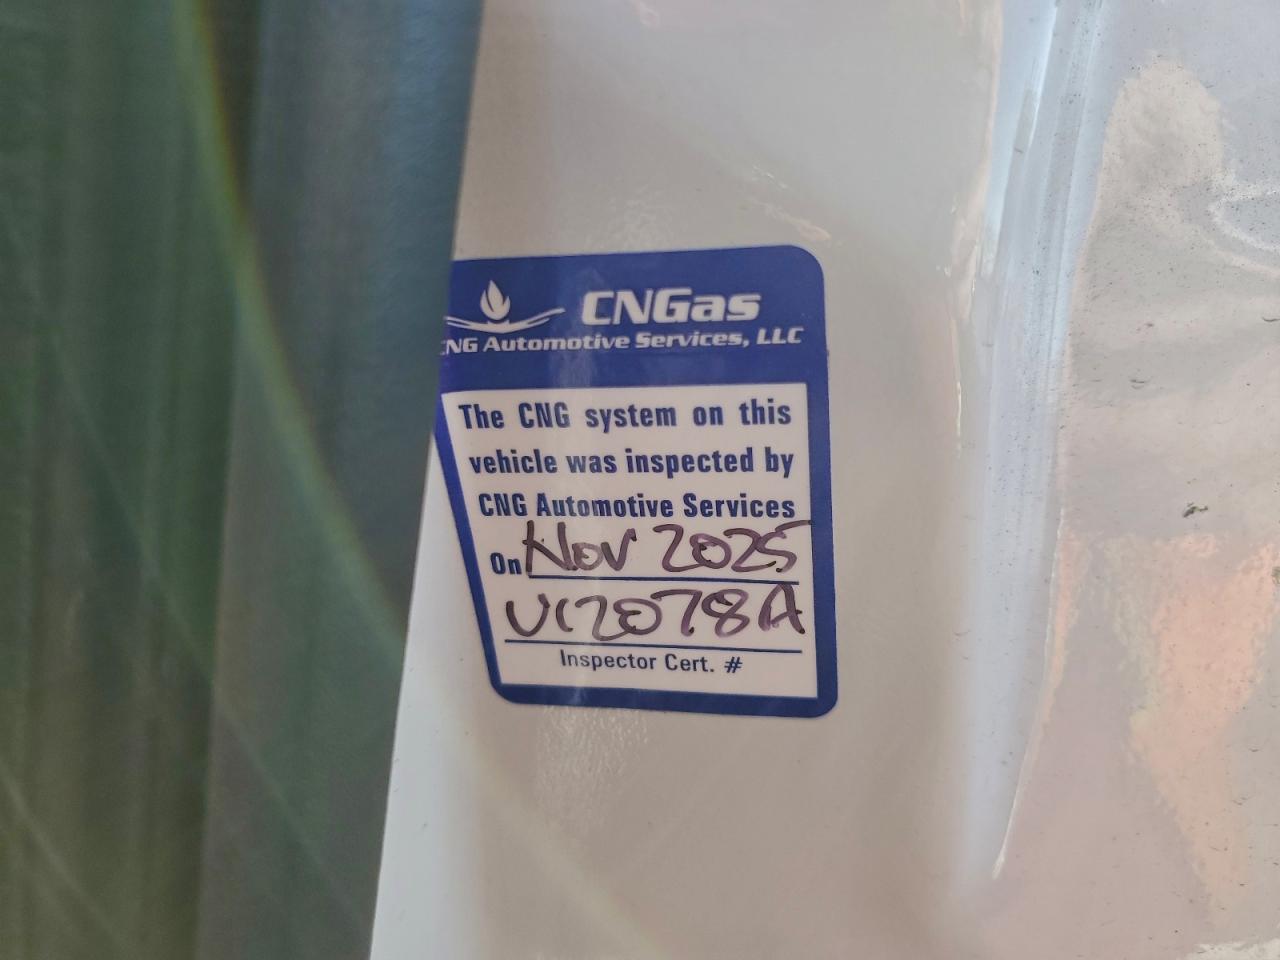 CNGas
CNG Automotive Services, LLC
The CNG system on this
vehicle was inspected by
CNG Automotive Services
On Nov 2025
V12078A
Inspector Cert. #